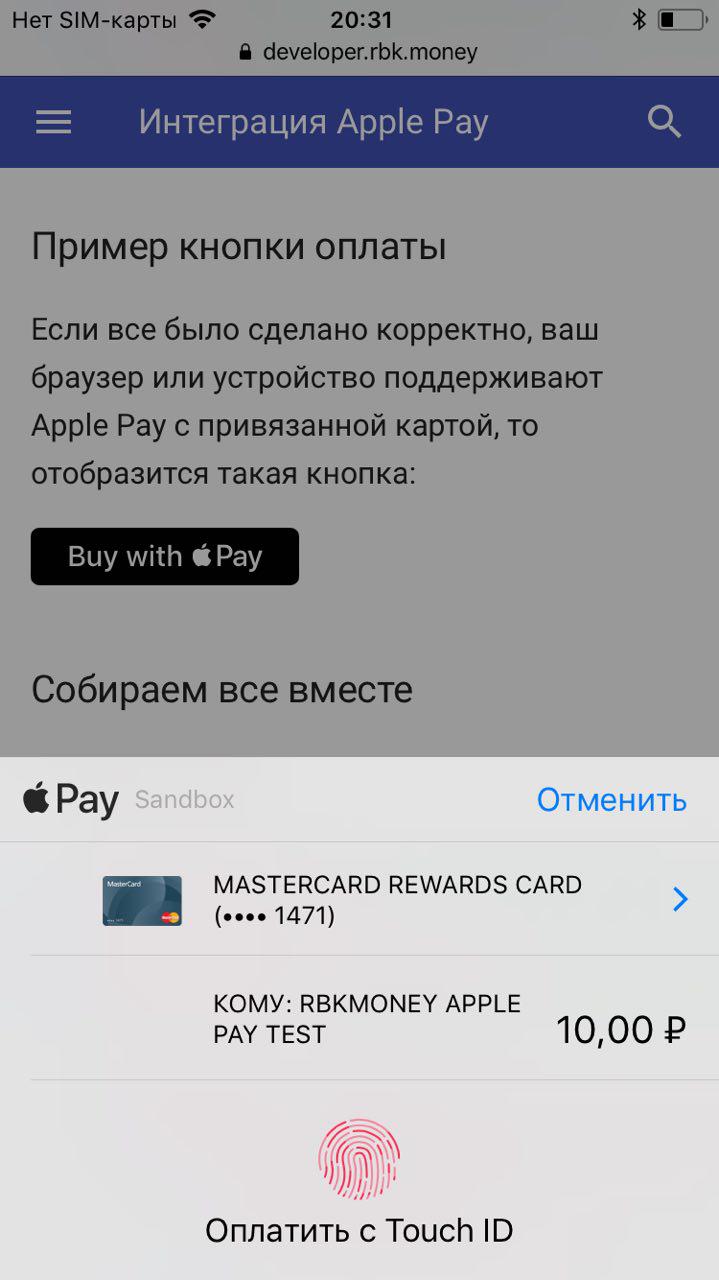 Нет SIM-карты 20:31
developer.rbk.money
Интеграция Apple Pay
Пример кнопки оплаты
Если все было сделано корректно, ваш
браузер или устройство поддерживают
Apple Pay с привязанной картой, то
отобразится такая кнопка:
Buy with Pay
Собираем все вместе
Pay Sandbox Отменить
MasterCard
MASTERCARD REWARDS CARD
(•••• 1471)
КОМУ: RBKMONEY APPLE
PAY TEST
10,00 ₽
Оплатить с Touch ID